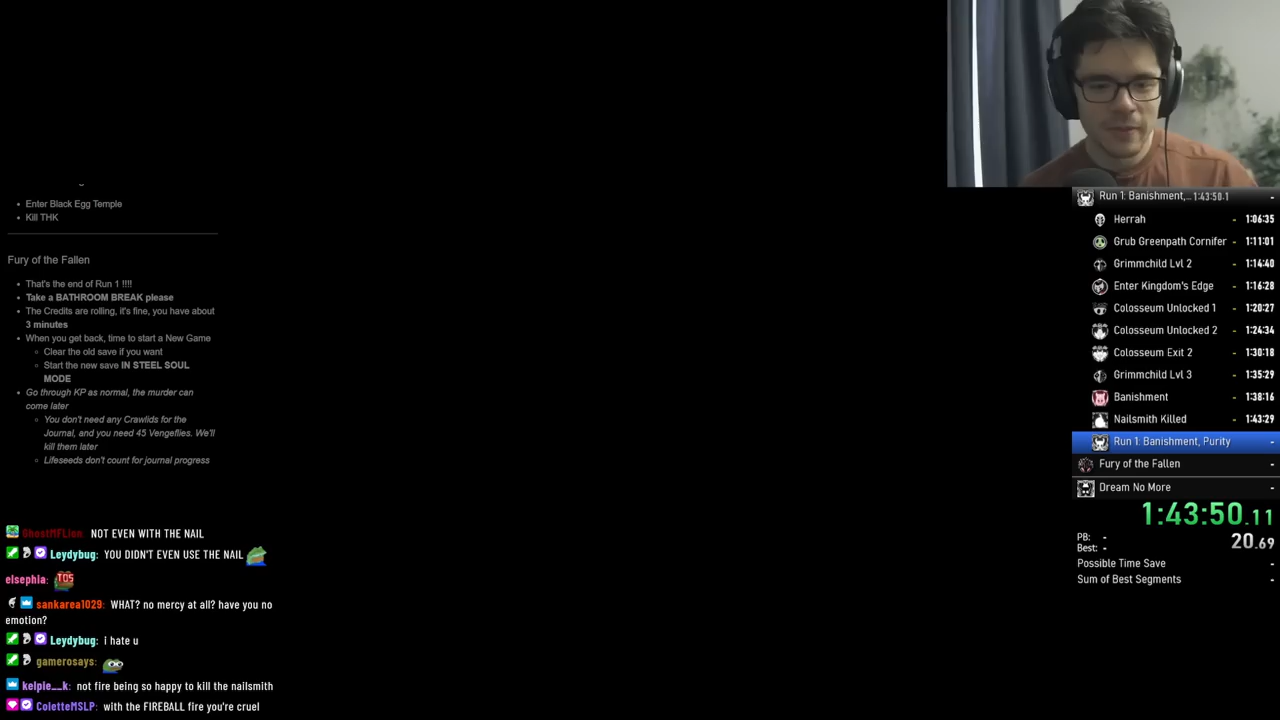 Enter Black Egg Temple
Kill THK
Fury of the Fallen
That's the end of Run 1 !!!!
Take a BATHROOM BREAK please
The Credits are rolling, it's fine, you have about
3 minutes
When you get back, time to start a New Game
Clear the old save if you want
Start the new save IN STEEL SOUL
MODE
Go through KP as normal, the murder can
come later
You don't need any Crawlids for the
Journal, and you need 45 Vengeflies. We'll
kill them later
Lifeseeds don't count for journal progress
GhostMFLion NOT EVEN WITH THE NAIL
Leydybug: YOU DIDN'T EVEN USE THE NAIL
elsephia: TOS
sankarea1029: WHAT? no mercy at all? have you no
emotion?
Leydybug: i hate u
gamerosays:
kelpie__k: not fire being so happy to kill the nailsmith
ColetteMSLP: with the FIREBALL fire you're cruel
Run 1: Banishment,... 1:43:50.1 -
Herrah - 1:06:35
Grub Greenpath Cornifer - 1:11:01
Grimmchild Lvl 2 - 1:14:40
Enter Kingdom's Edge - 1:16:28
Colosseum Unlocked 1 - 1:20:27
Colosseum Unlocked 2 - 1:24:34
Colosseum Exit 2 - 1:30:18
Grimmchild Lvl 3 - 1:35:29
Banishment - 1:38:16
Nailsmith Killed - 1:43:29
Run 1: Banishment, Purity -
Fury of the Fallen -
Dream No More -
1:43:50.11
PB: - 20.69
Best: -
Possible Time Save -
Sum of Best Segments -